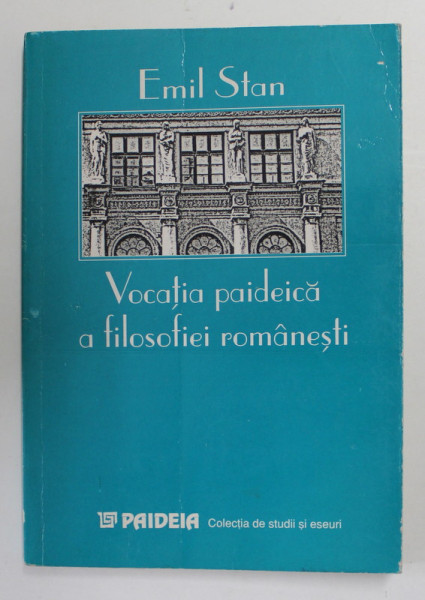 Emil Stan
Vocația paideică
a filosofiei românești
PAIDEIA Colecția de studii și eseuri